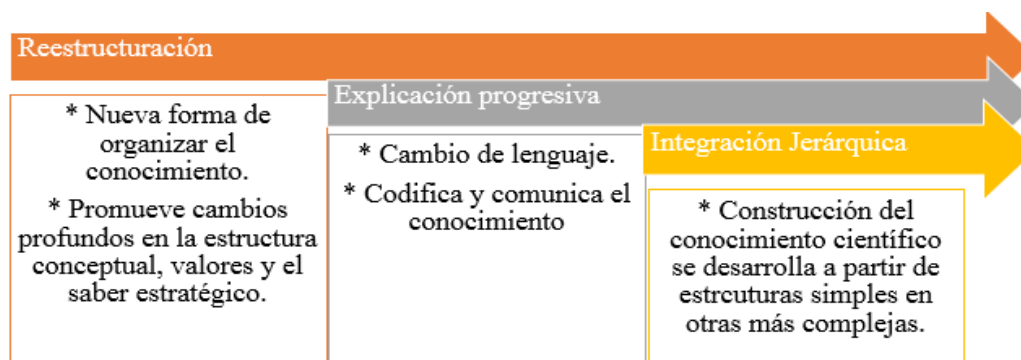 Reestructuración
* Nueva forma de
organizar el
conocimiento.
* Promueve cambios
profundos en la estructura
conceptual, valores y el
saber estratégico.
Explicación progresiva
* Cambio de lenguaje.
* Codifica y comunica el
conocimiento
Integración Jerárquica
* Construcción del
conocimiento científico
se desarrolla a partir de
estrcuturas simples en
otras más complejas.